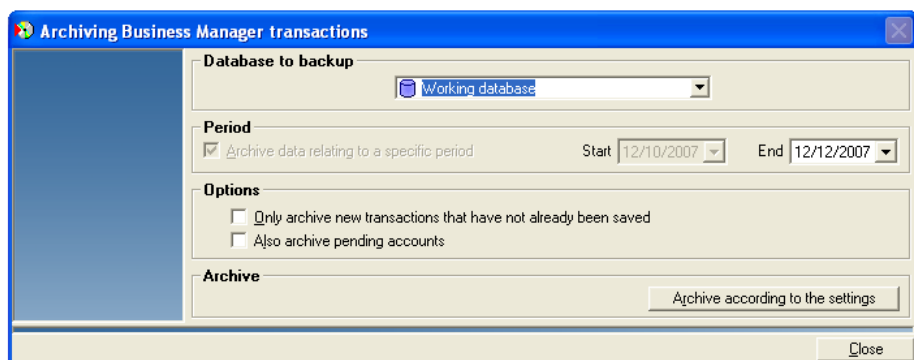 Archiving Business Manager transactions
Database to backup
Working database
Period
Archive data relating to a specific period Start 12/10/2007 End 12/12/2007
Options
Only archive new transactions that have not already been saved
Also archive pending accounts
Archive
Archive according to the settings
Close